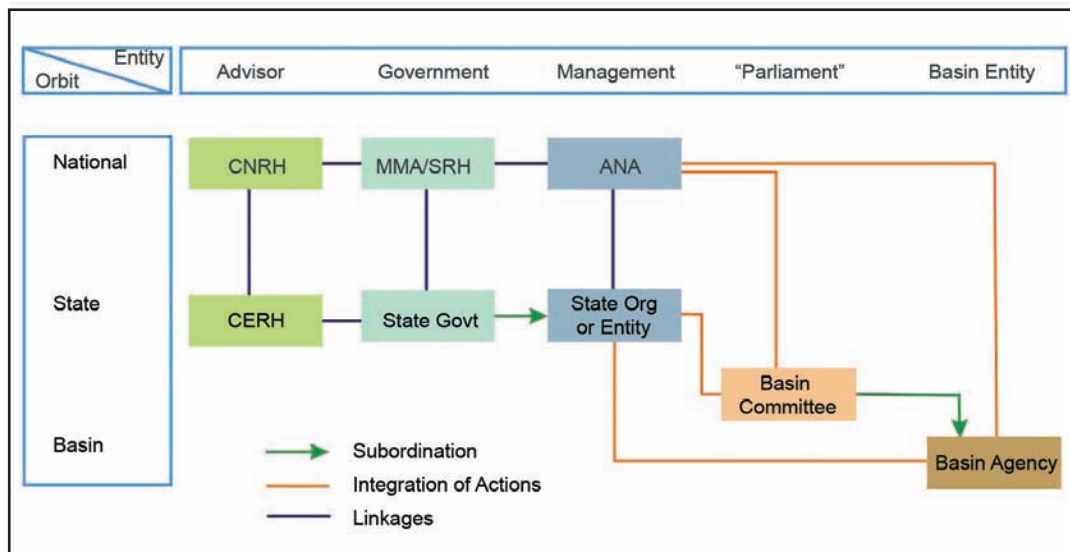 Entity
Orbit
Advisor
Government
Management
“Parliament”
Basin Entity
National
CNRH
MMA/SRH
ANA
State
CERH
State Govt
State Org
or Entity
Basin
Committee
Basin
Basin Agency
Subordination
Integration of Actions
Linkages